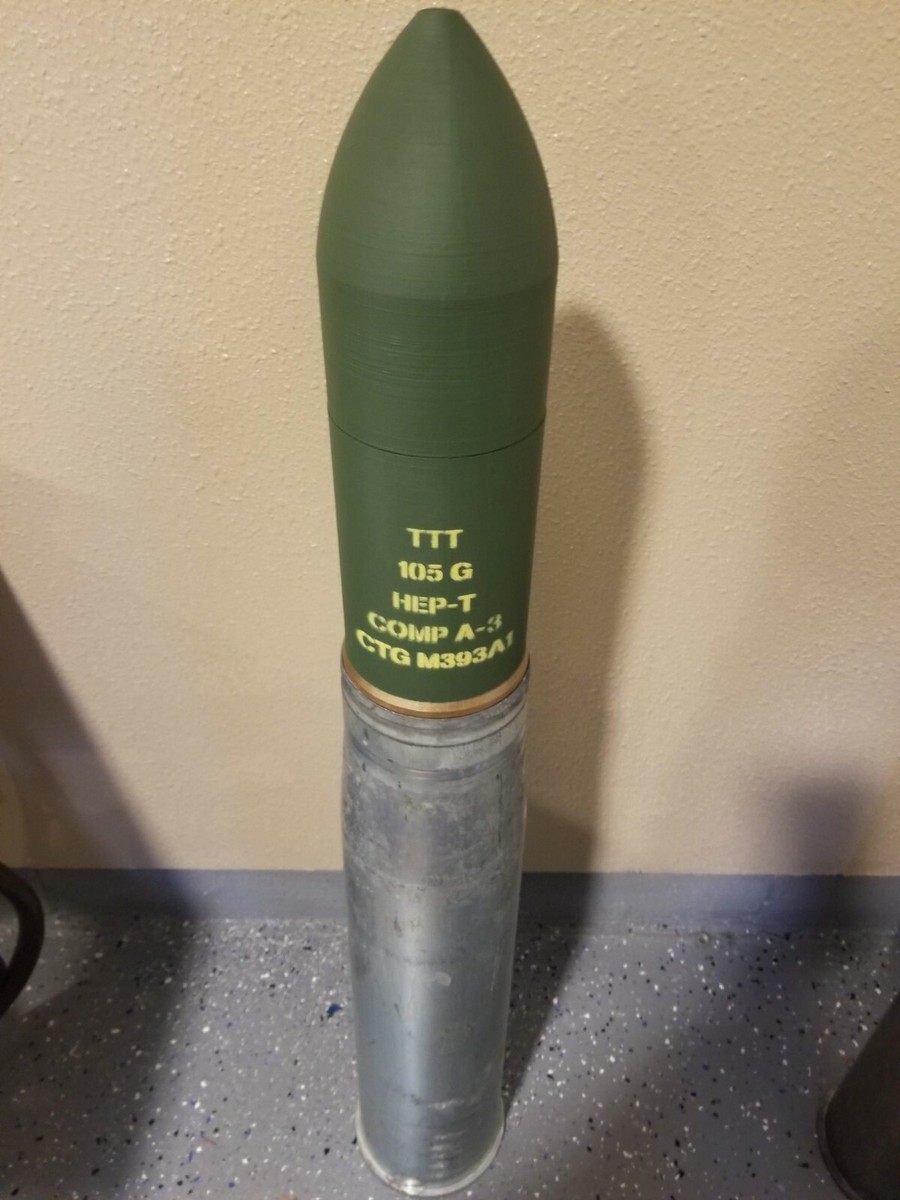 TTT
105 G
HEP-T
COMP A-3
CTG M393A1